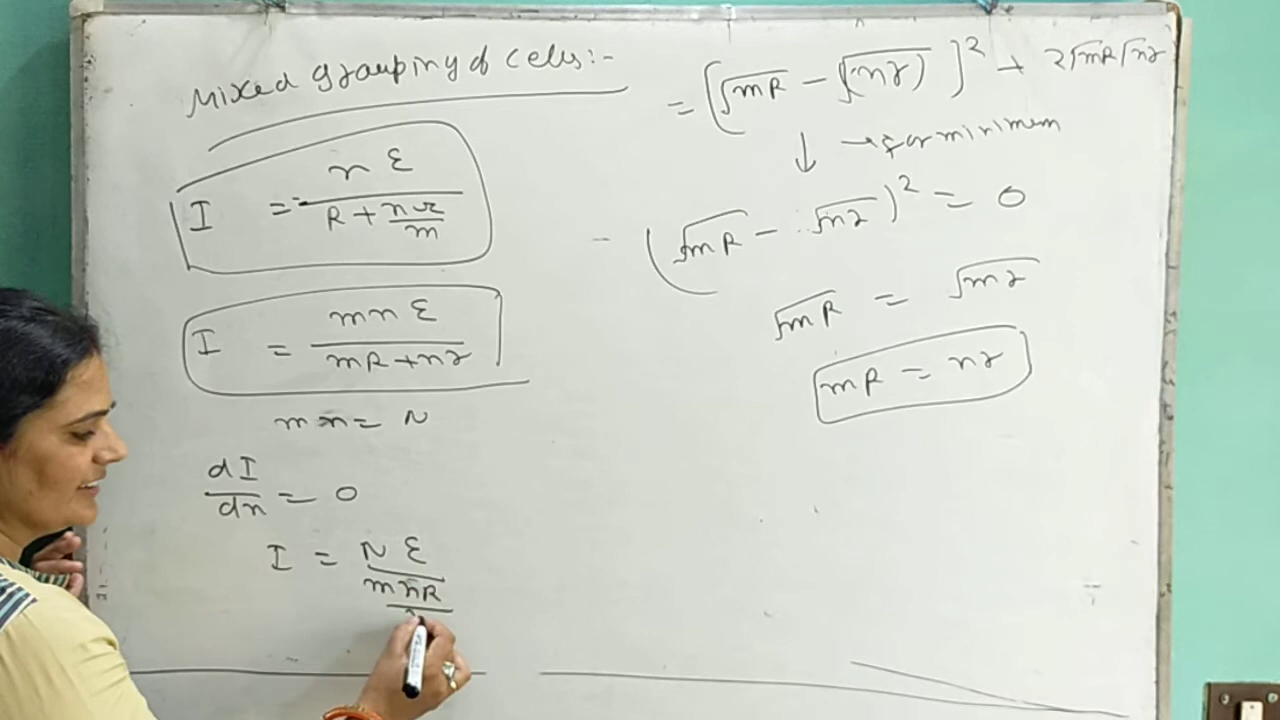 Mixed grouping of cells:-
I = nε / (R + nr/m)
I = mnε / (mR + nr)
mn = N
dI/dn = 0
I = Nε / (mnR /
= [√mR - √(nr)]² + 2√mR√nr
↓ → for minimum
(√mR - √nr)² = 0
√mR = √nr
mR = nr